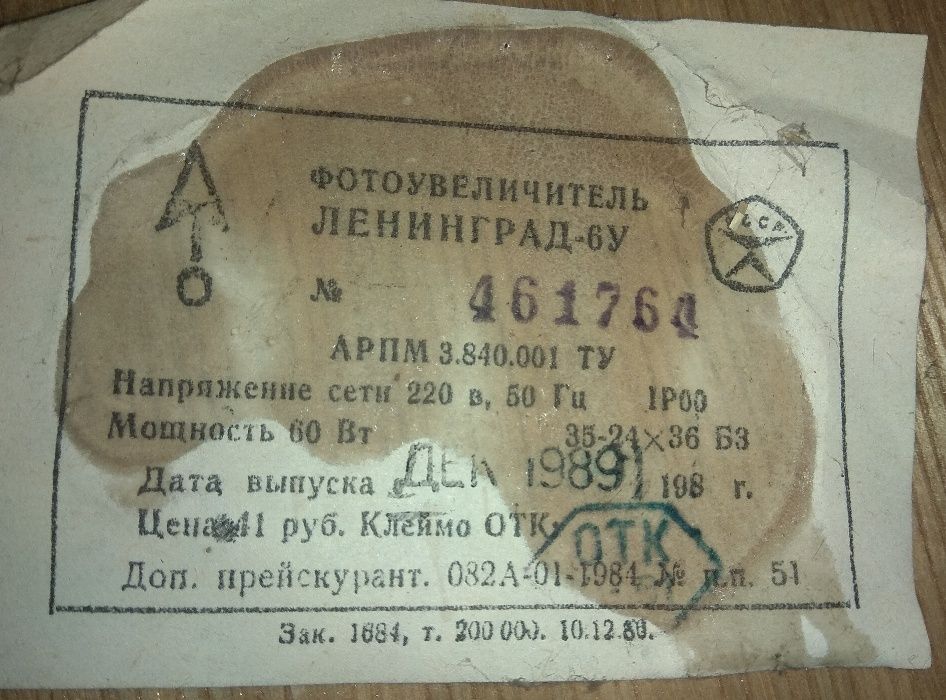 ФОТОУВЕЛИЧИТЕЛЬ
ЛЕНИНГРАД-6У
№ 461764
АРПМ 3.840.001 ТУ
Напряжение сети 220 в, 50 Гц 1Р00
Мощность 60 Вт 35-24×36 БЗ
Дата выпуска ДЕК 1989 198 г.
Цена 41 руб. Клеймо ОТК
ОТК
Доп. прейскурант. 082А-01-1984 № п.п. 51
Зак. 1684, т. 200 000. 10.12.86.